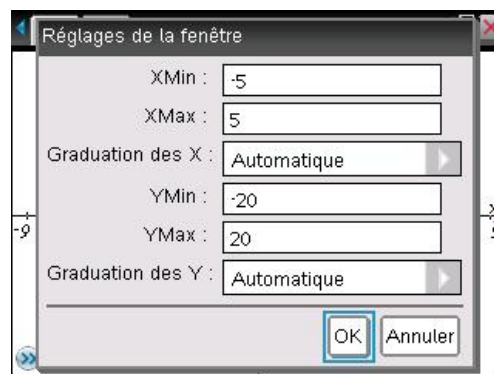 Réglages de la fenêtre
XMin : -5
XMax : 5
Graduation des X : Automatique
YMin : -20
YMax : 20
Graduation des Y : Automatique
OK Annuler
-9